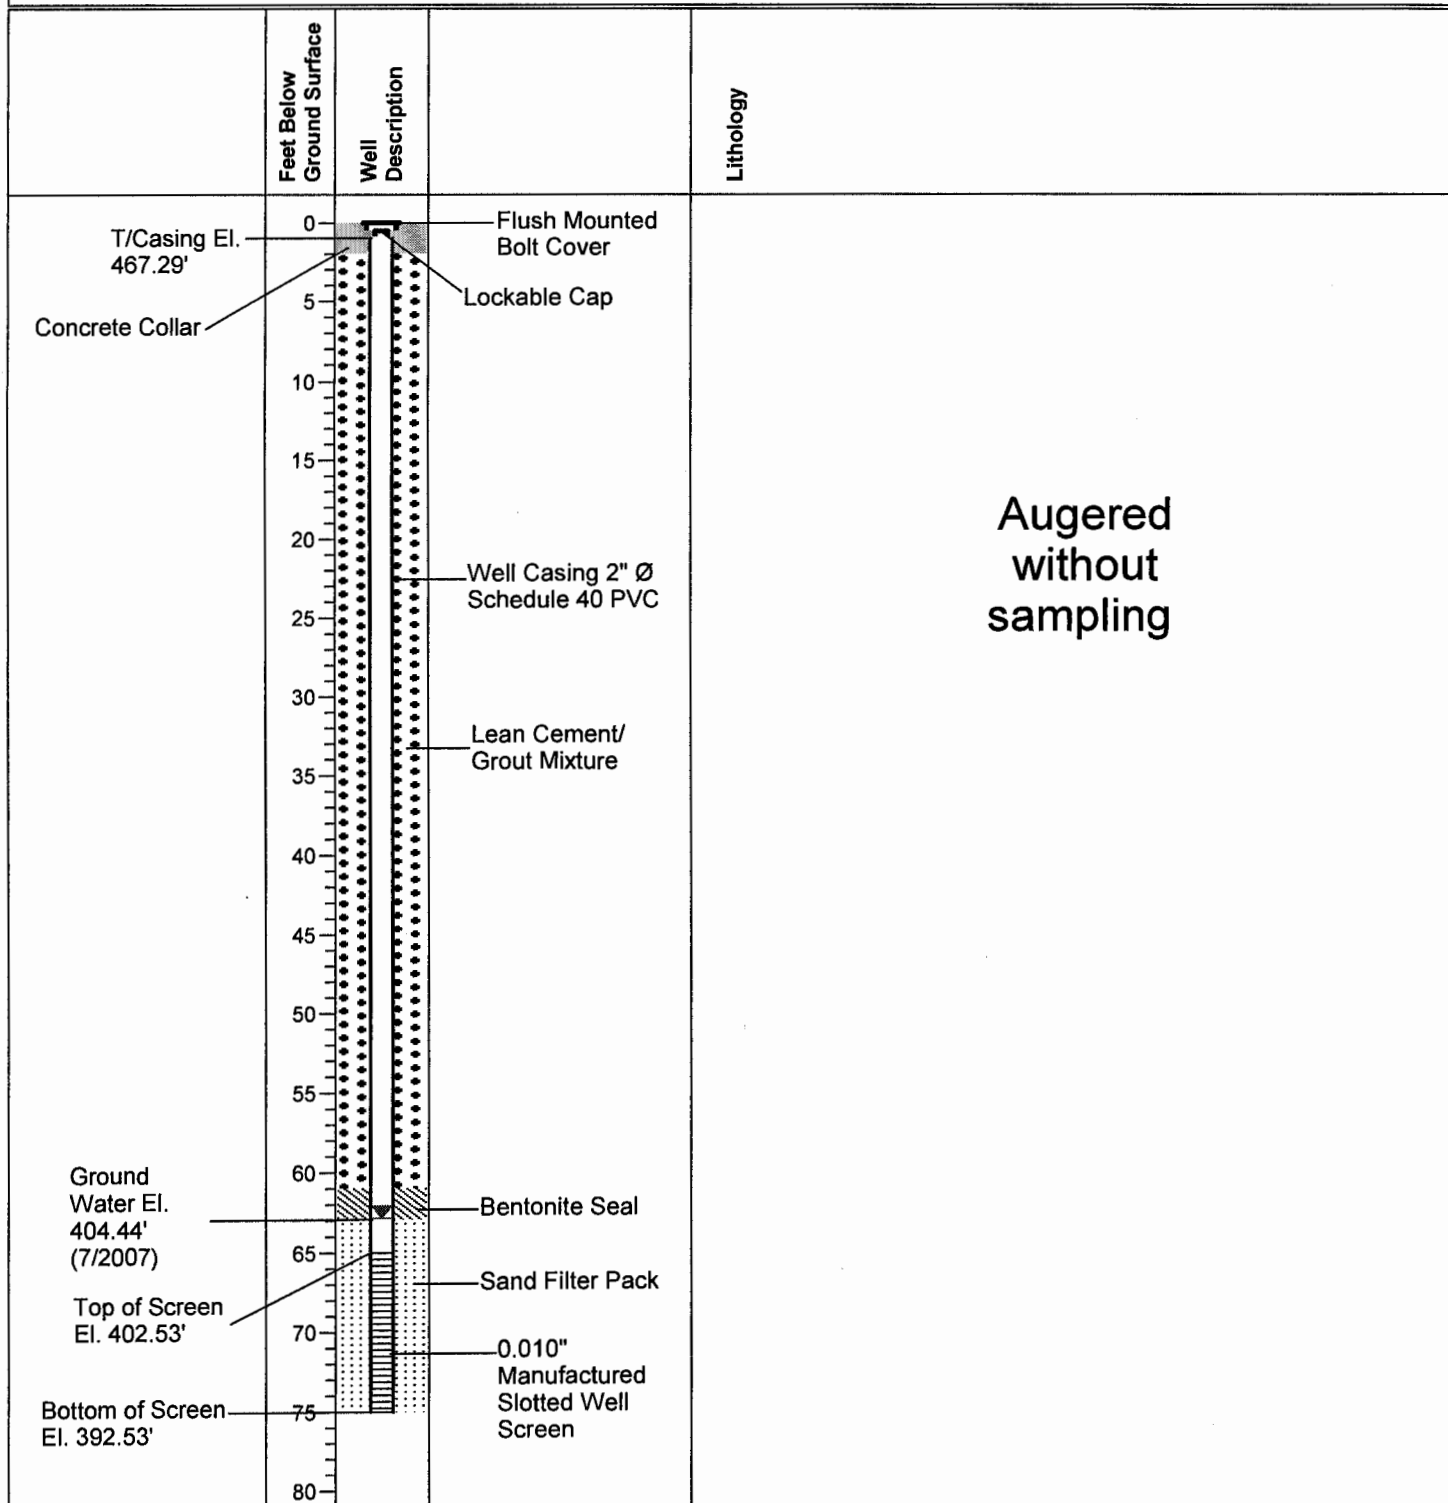 Feet Below
Ground Surface
Well
Description
Lithology
0
5
10
15
20
25
30
35
40
45
50
55
60
65
70
75
80
T/Casing El.
467.29'
Concrete Collar
Flush Mounted
Bolt Cover
Lockable Cap
Well Casing 2" Ø
Schedule 40 PVC
Lean Cement/
Grout Mixture
Augered
without
sampling
Ground
Water El.
404.44'
(7/2007)
Bentonite Seal
Top of Screen
El. 402.53'
Sand Filter Pack
0.010"
Manufactured
Slotted Well
Screen
Bottom of Screen
El. 392.53'